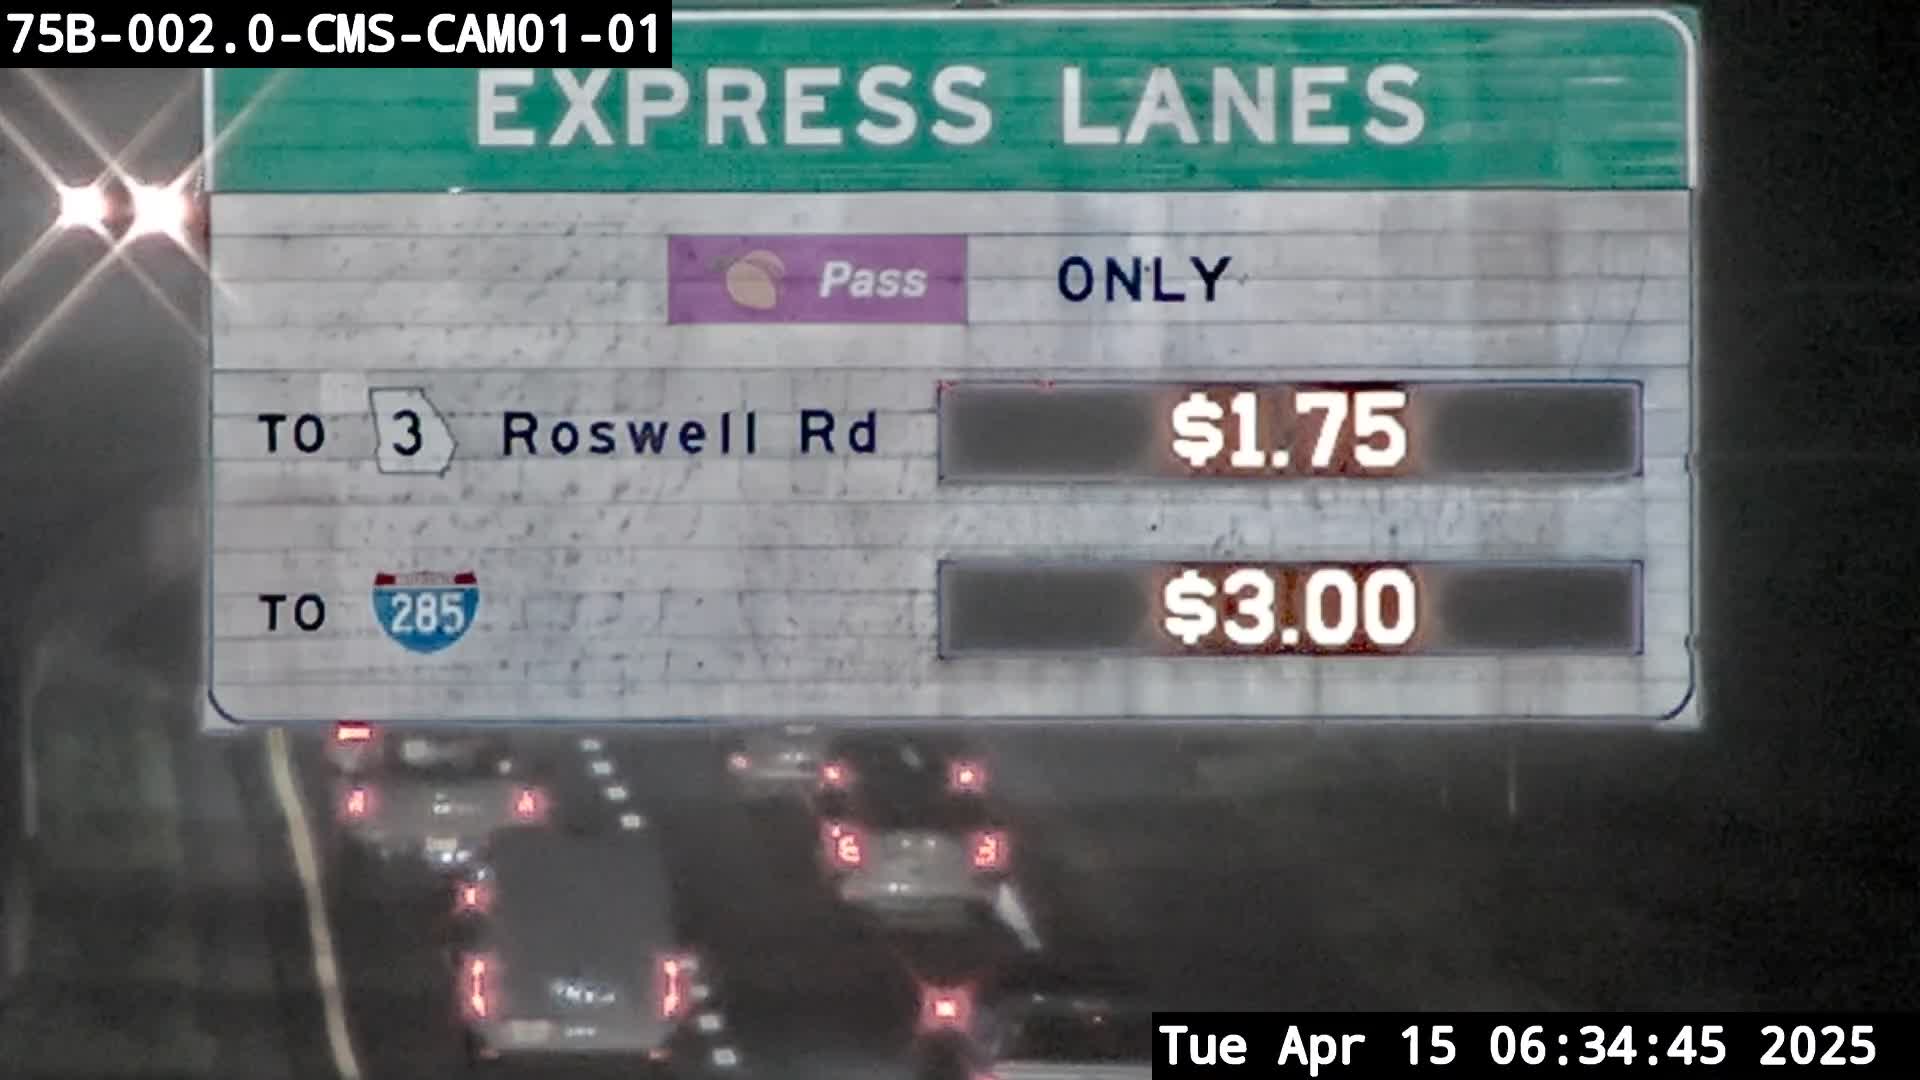 75B-002.0-CMS-CAM01-01
EXPRESS LANES
Pass ONLY
TO 3 Roswell Rd $1.75
TO 285 $3.00
Tue Apr 15 06:34:45 2025